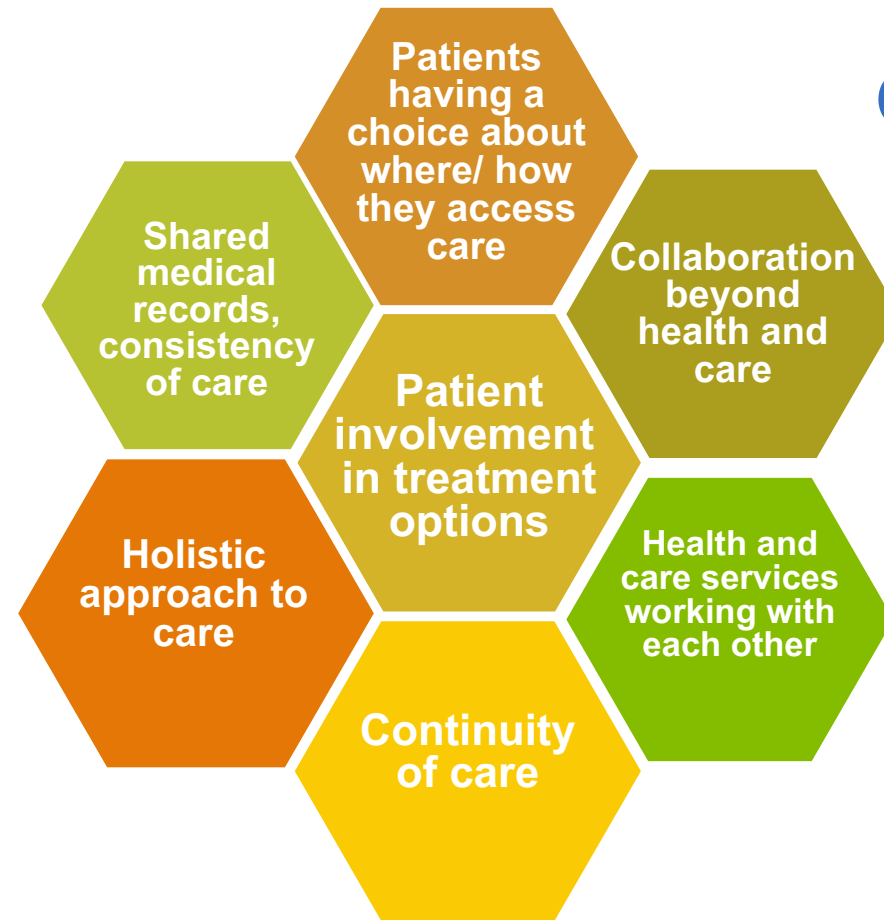 Patients
having a
choice about
where/ how
they access
care
Shared
medical
records,
consistency
of care
Collaboration
beyond
health and
care
Patient
involvement
in treatment
options
Holistic
approach to
care
Health and
care services
working with
each other
Continuity
of care